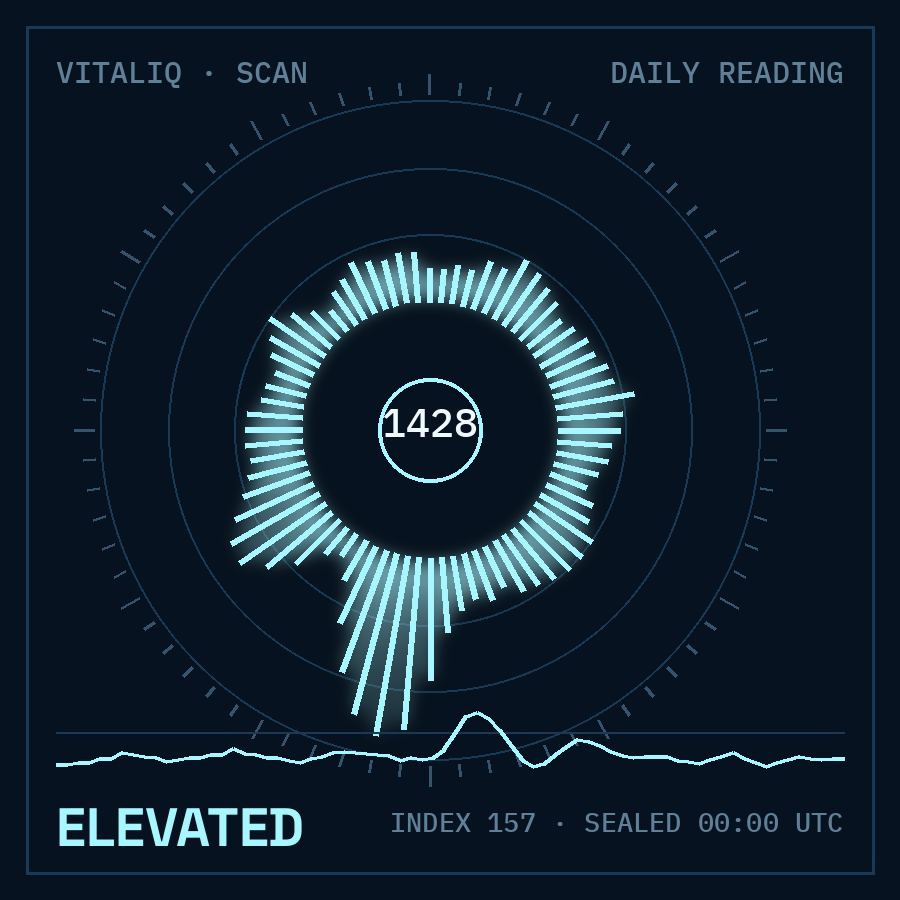 VITALIQ · SCAN
DAILY READING
1428
ELEVATED
INDEX 157 · SEALED 00:00 UTC